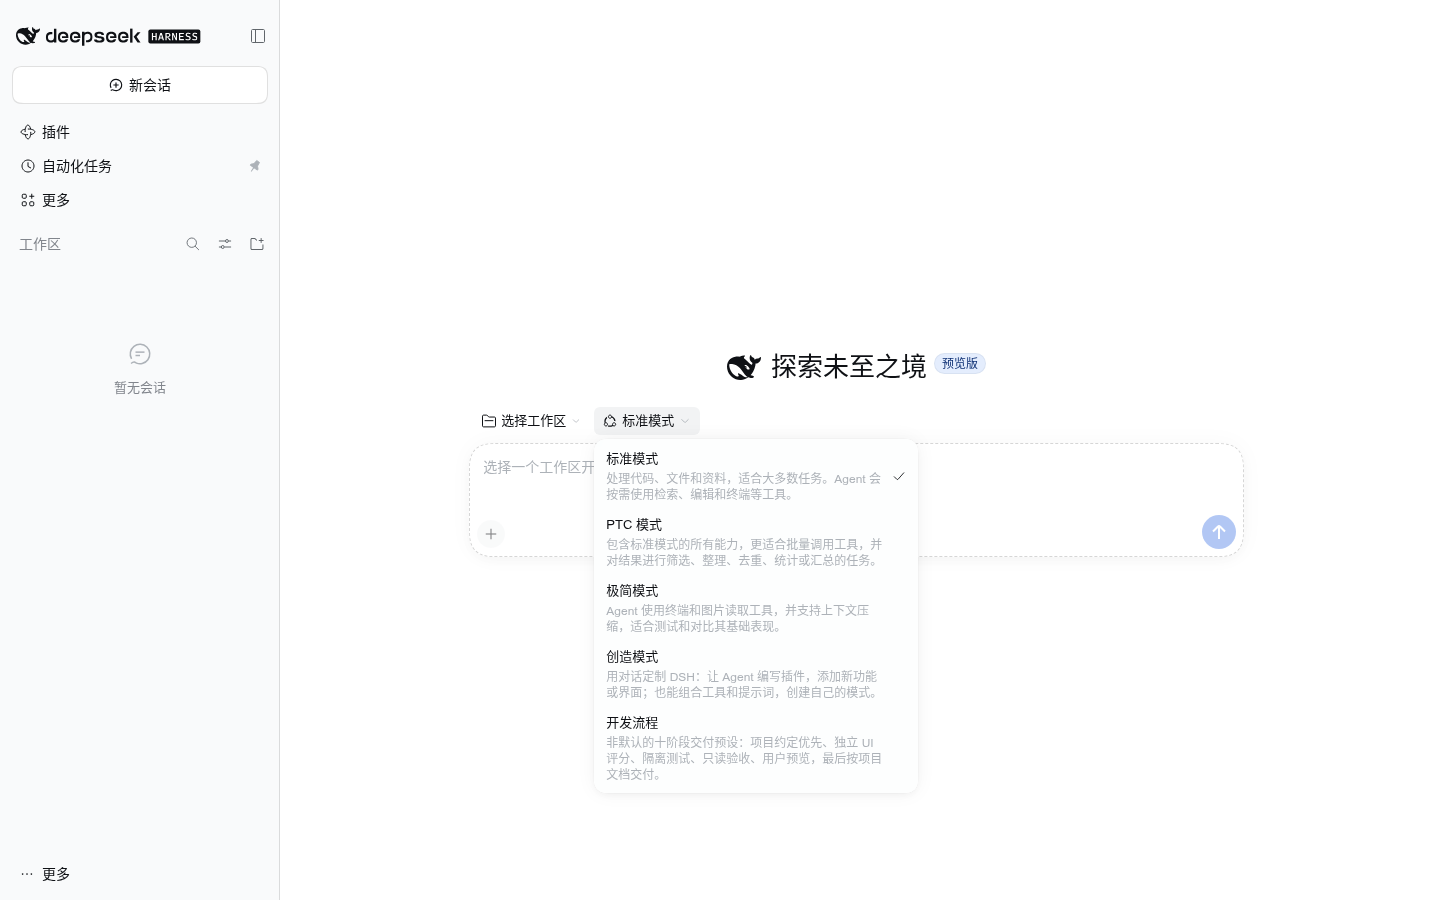 deepseek HARNESS
新会话
插件
自动化任务
更多
工作区
暂无会话
更多
探索未至之境 预览版
选择工作区 标准模式
选择一个工作区开
标准模式
处理代码、文件和资料，适合大多数任务。Agent 会
按需使用检索、编辑和终端等工具。
PTC 模式
包含标准模式的所有能力，更适合批量调用工具，并
对结果进行筛选、整理、去重、统计或汇总的任务。
极简模式
Agent 使用终端和图片读取工具，并支持上下文压
缩，适合测试和对比其基础表现。
创造模式
用对话定制 DSH：让 Agent 编写插件，添加新功能
或界面；也能组合工具和提示词，创建自己的模式。
开发流程
非默认的十阶段交付预设：项目约定优先、独立 UI
评分、隔离测试、只读验收、用户预览，最后按项目
文档交付。